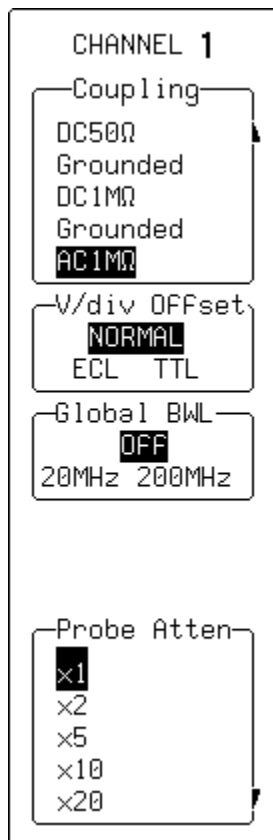 CHANNEL 1
Coupling
DC50Ω
Grounded
DC1MΩ
Grounded
AC1MΩ
V/div OFFset
NORMAL
ECL TTL
Global BWL
OFF
20MHz 200MHz
Probe Atten
×1
×2
×5
×10
×20